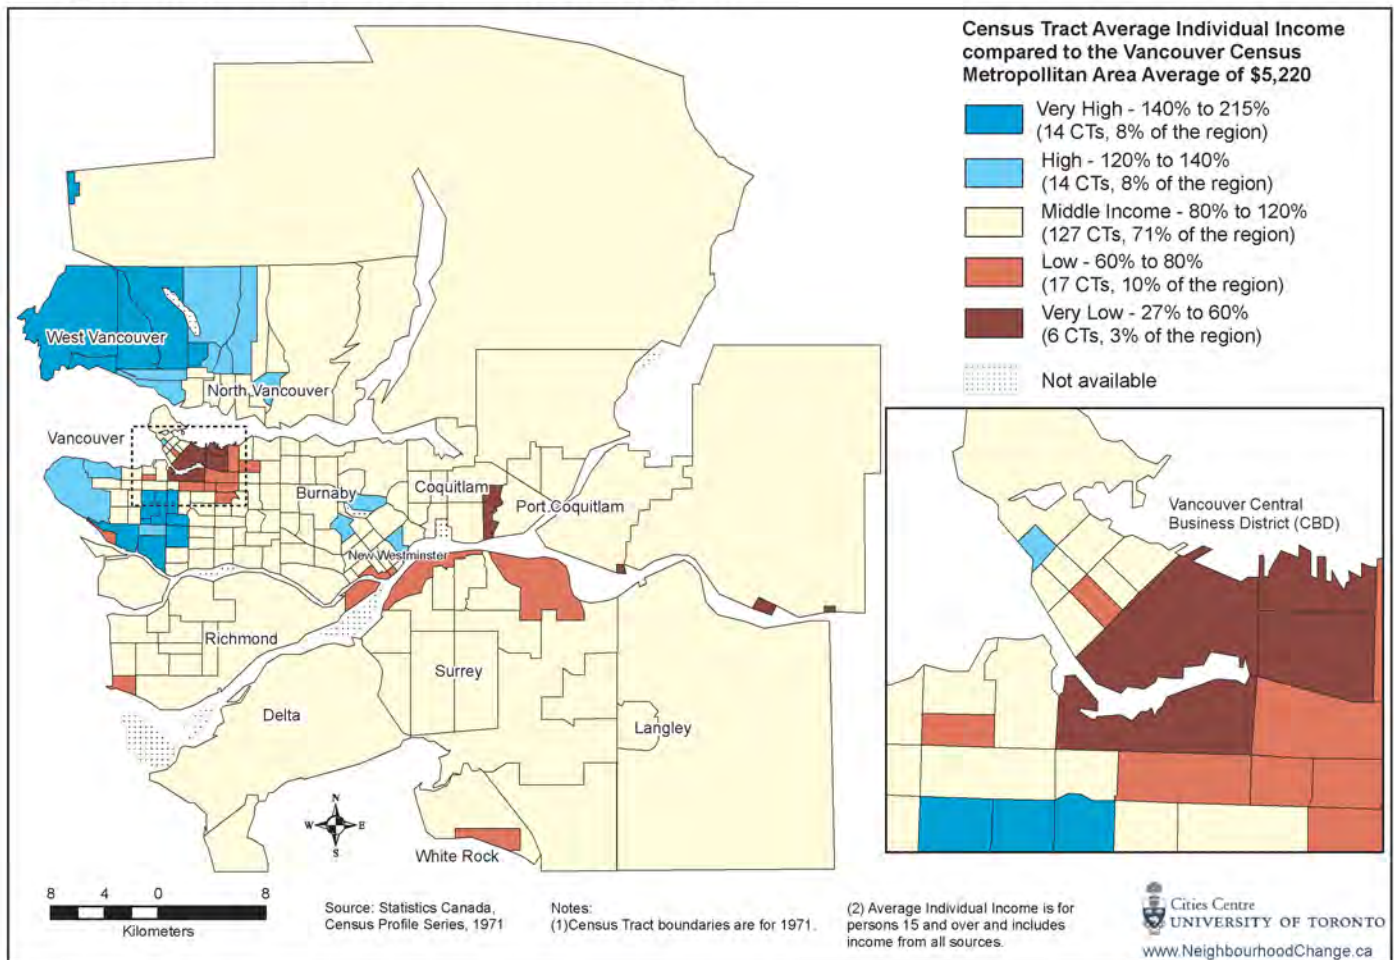 Census Tract Average Individual Income
compared to the Vancouver Census
Metropollitan Area Average of $5,220
Very High - 140% to 215%
(14 CTs, 8% of the region)
High - 120% to 140%
(14 CTs, 8% of the region)
Middle Income - 80% to 120%
(127 CTs, 71% of the region)
Low - 60% to 80%
(17 CTs, 10% of the region)
Very Low - 27% to 60%
(6 CTs, 3% of the region)
Not available
West Vancouver
North Vancouver
Vancouver
Burnaby
Coquitlam
Port Coquitlam
New Westminster
Richmond
Surrey
Delta
Langley
White Rock
Vancouver Central
Business District (CBD)
N
W E
S
8 4 0 8
Kilometers
Source: Statistics Canada,
Census Profile Series, 1971
Notes:
(1)Census Tract boundaries are for 1971.
(2) Average Individual Income is for
persons 15 and over and includes
income from all sources.
Cities Centre
UNIVERSITY OF TORONTO
www.NeighbourhoodChange.ca